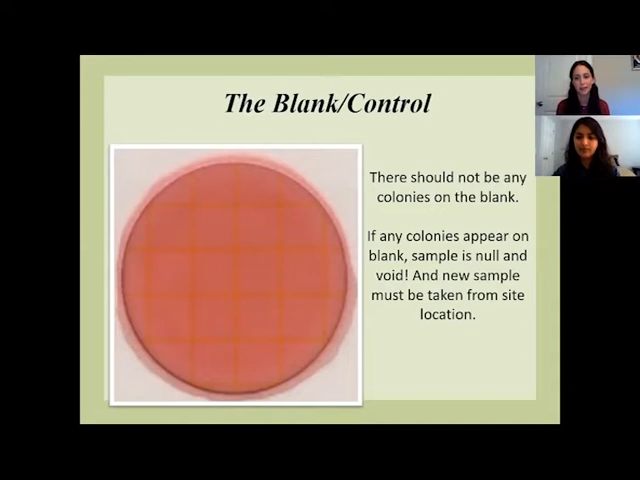 The Blank/Control
There should not be any
colonies on the blank.
If any colonies appear on
blank, sample is null and
void! And new sample
must be taken from site
location.